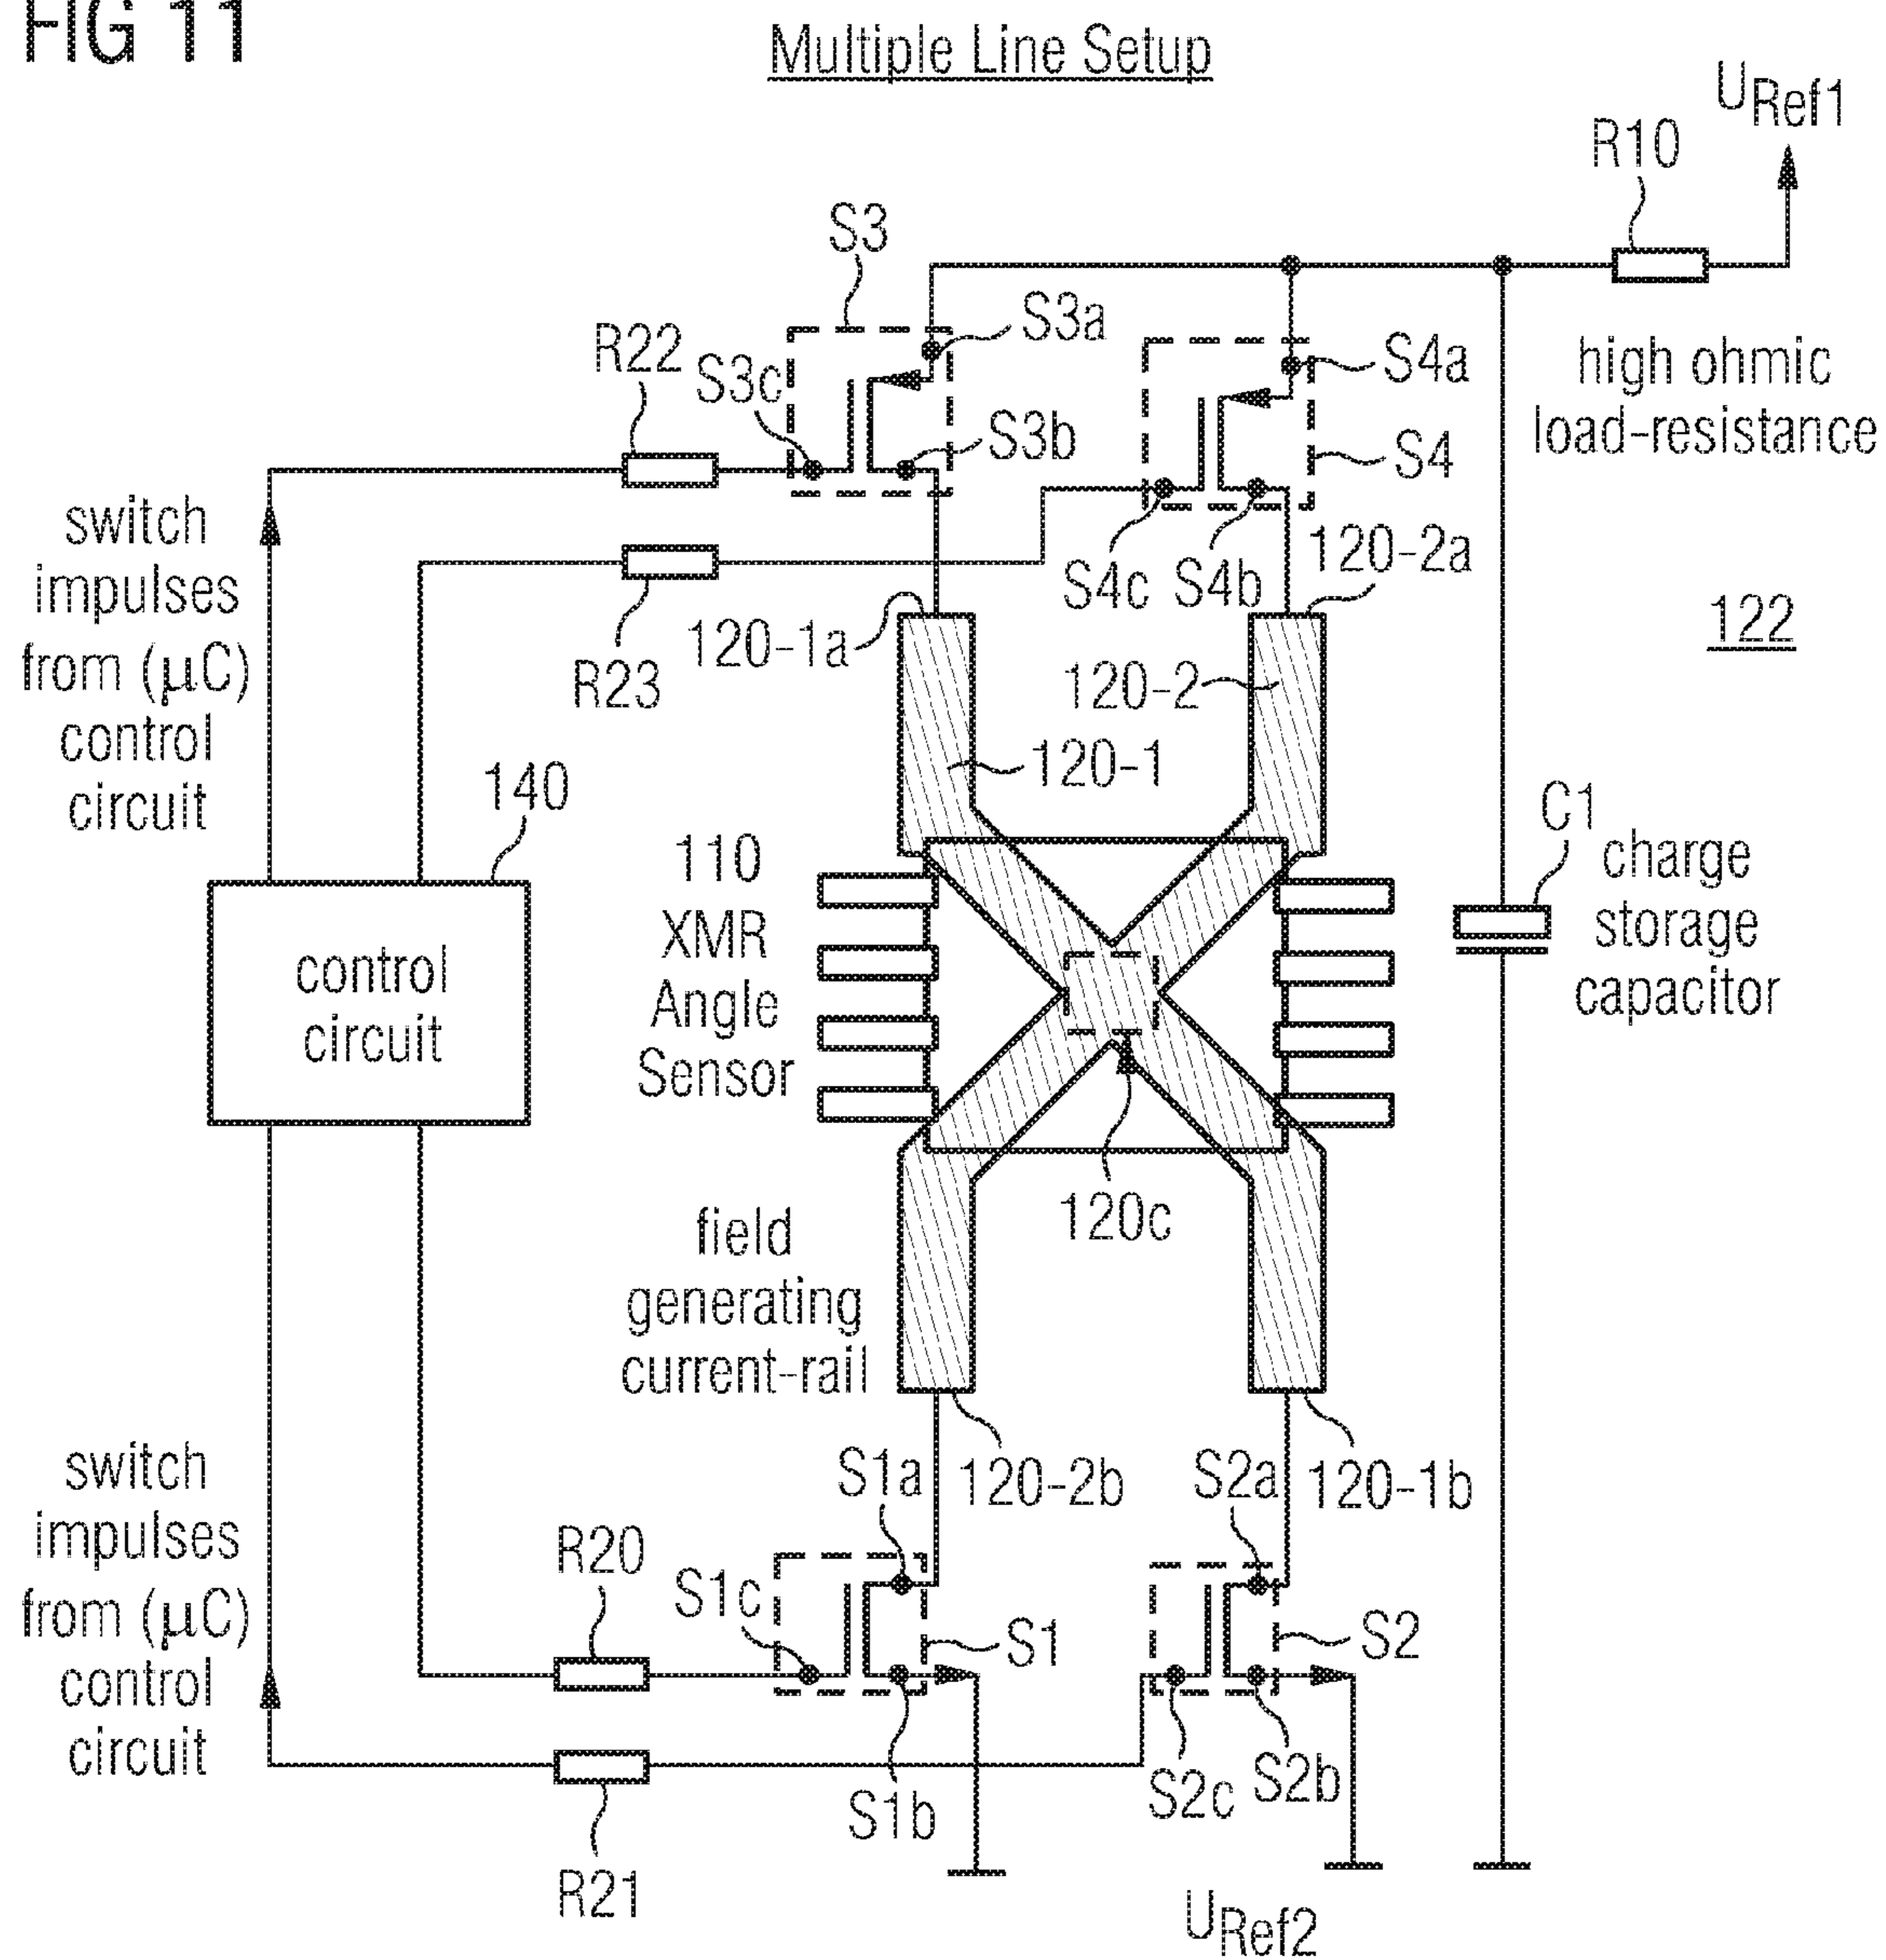 FIG 11
Multiple Line Setup
URef1
R10
S3
S3a
R22
S3c
S4a
high ohmic
load-resistance
S3b
S4
switch
impulses
from (µC)
control
circuit
120-2a
S4c
S4b
122
120-1a
R23
120-2
120-1
140
C1
charge
storage
capacitor
110
XMR
Angle
Sensor
control
circuit
120c
field
generating
current-rail
switch
impulses
from (µC)
control
circuit
S1a
120-2b
S2a
120-1b
R20
S1c
S1
S2
S1b
S2c
S2b
R21
URef2